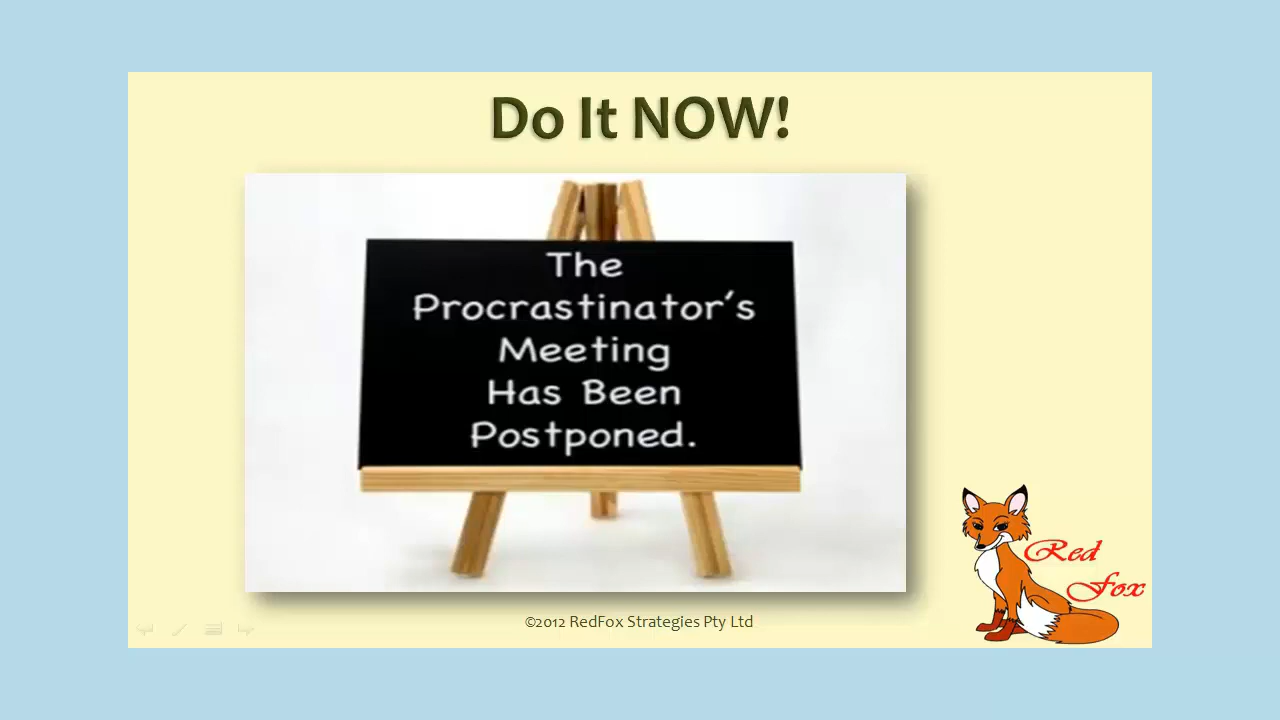 Do It NOW!
The
Procrastinator's
Meeting
Has Been
Postponed.
Red
Fox
©2012 RedFox Strategies Pty Ltd